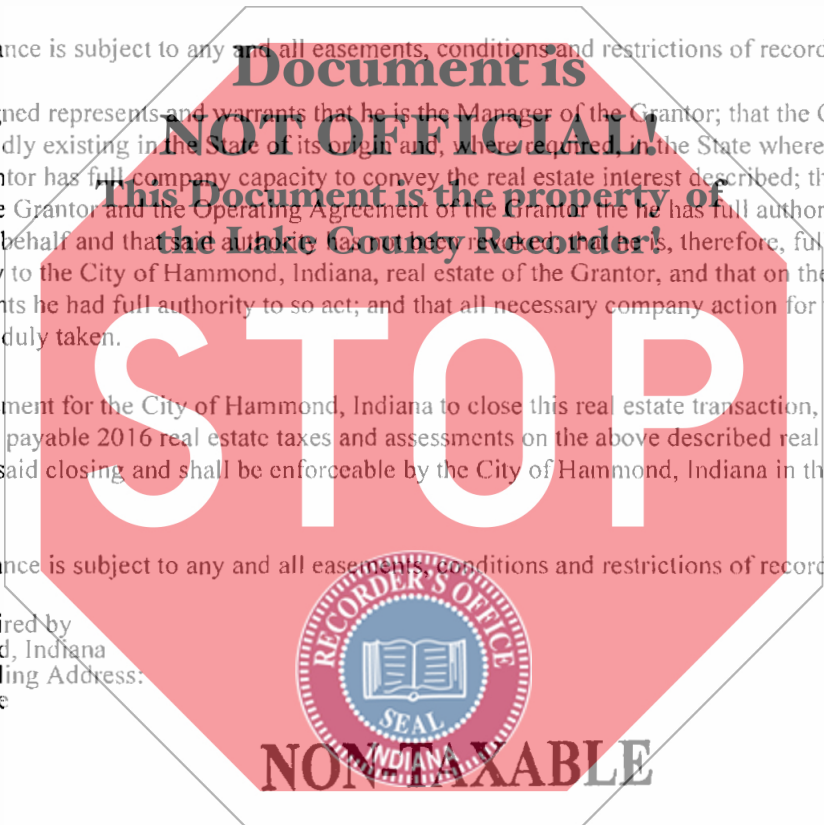 nce is subject to any and all easements, conditions and restrictions of record
Document is
ned represents and warrants that he is the Manager of the Grantor; that the G
NOT OFFICIAL!
dly existing in the State of its origin and, where required, in the State where
tor has full company capacity to convey the real estate interest described; th
This Document is the property of
e Grantor and the Operating Agreement of the Grantor the he has full author
the Lake County Recorder!
behalf and that said authority has not been revoked; that he is, therefore, ful
y to the City of Hammond, Indiana, real estate of the Grantor, and that on the
nts he had full authority to so act; and that all necessary company action for
duly taken.
STOP
ment for the City of Hammond, Indiana to close this real estate transaction,
payable 2016 real estate taxes and assessments on the above described real
said closing and shall be enforceable by the City of Hammond, Indiana in th
nce is subject to any and all easements, conditions and restrictions of record
RECORDER'S OFFICE
ired by
d, Indiana
ling Address:
e
SEAL
INDIANA
NON-TAXABLE